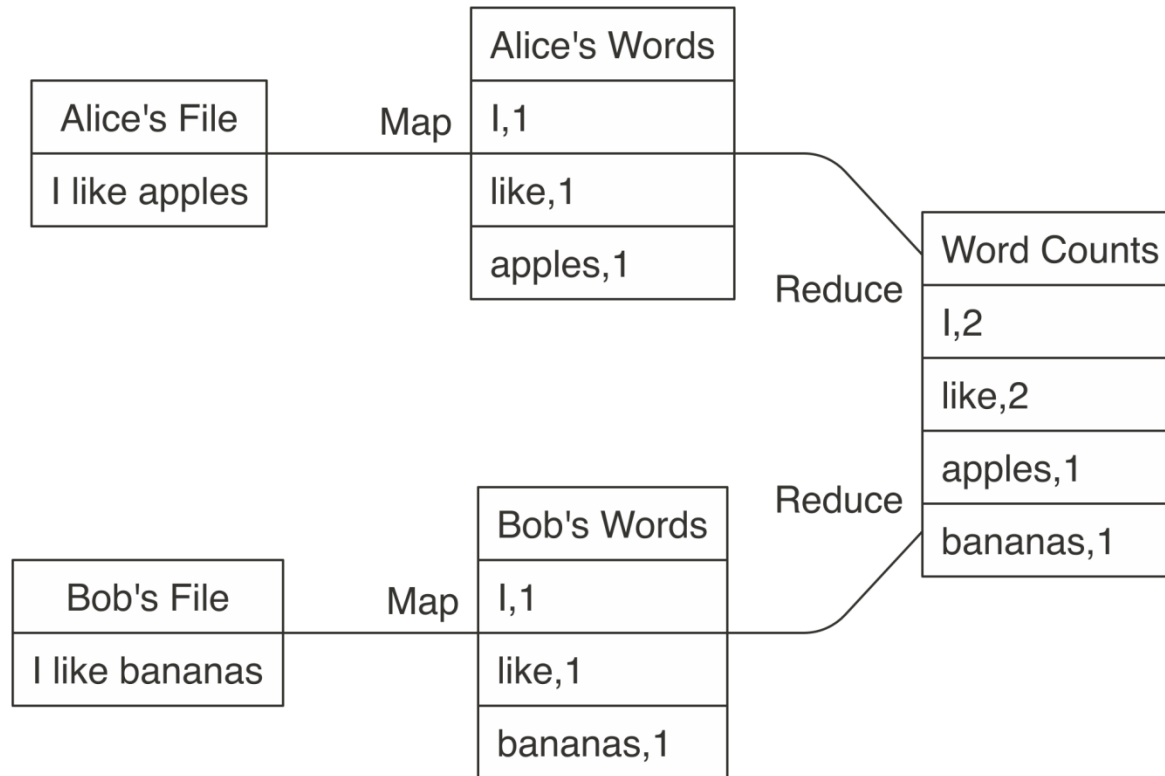 Alice's File
I like apples
Map
Alice's Words
I,1
like,1
apples,1
Reduce
Bob's File
I like bananas
Map
Bob's Words
I,1
like,1
bananas,1
Reduce
Word Counts
I,2
like,2
apples,1
bananas,1